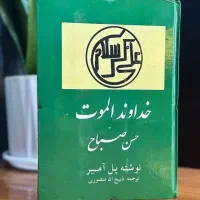 خداوند الموت
حسن صباح
نوشته پل آمیر
ترجمه ذبیح الله منصوری